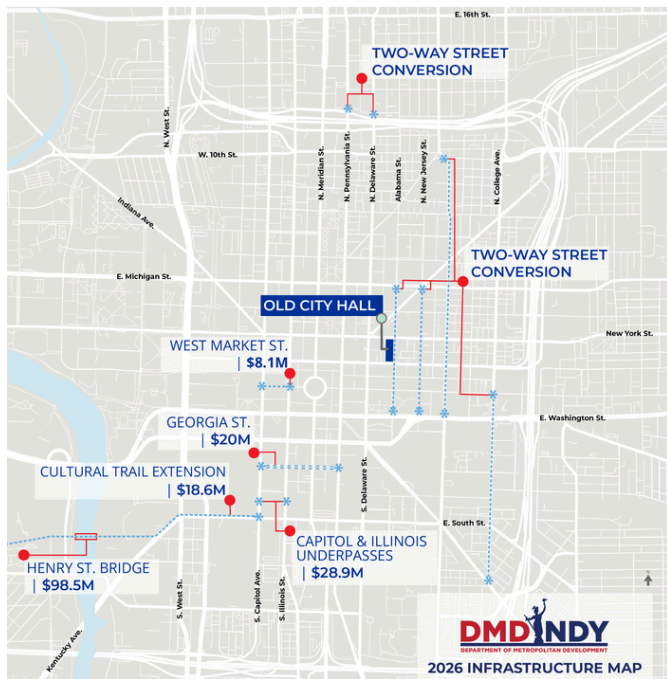 E. 16th St.
TWO-WAY STREET
CONVERSION
N. West St.
N. Meridian St.
N. Pennsylvania St.
N. Delaware St.
Alabama St.
N. New Jersey St.
N. College Ave.
W. 10th St.
Indiana Ave.
TWO-WAY STREET
CONVERSION
E. Michigan St.
OLD CITY HALL
New York St.
WEST MARKET ST.
| $8.1M
GEORGIA ST.
| $20M
E. Washington St.
CULTURAL TRAIL EXTENSION
| $18.6M
S. Delaware St.
E. South St.
CAPITOL & ILLINOIS
UNDERPASSES
| $28.9M
HENRY ST. BRIDGE
| $98.5M
S. West St.
S. Capitol Ave.
S. Illinois St.
Kentucky Ave.
DMD INDY
DEPARTMENT OF METROPOLITAN DEVELOPMENT
2026 INFRASTRUCTURE MAP